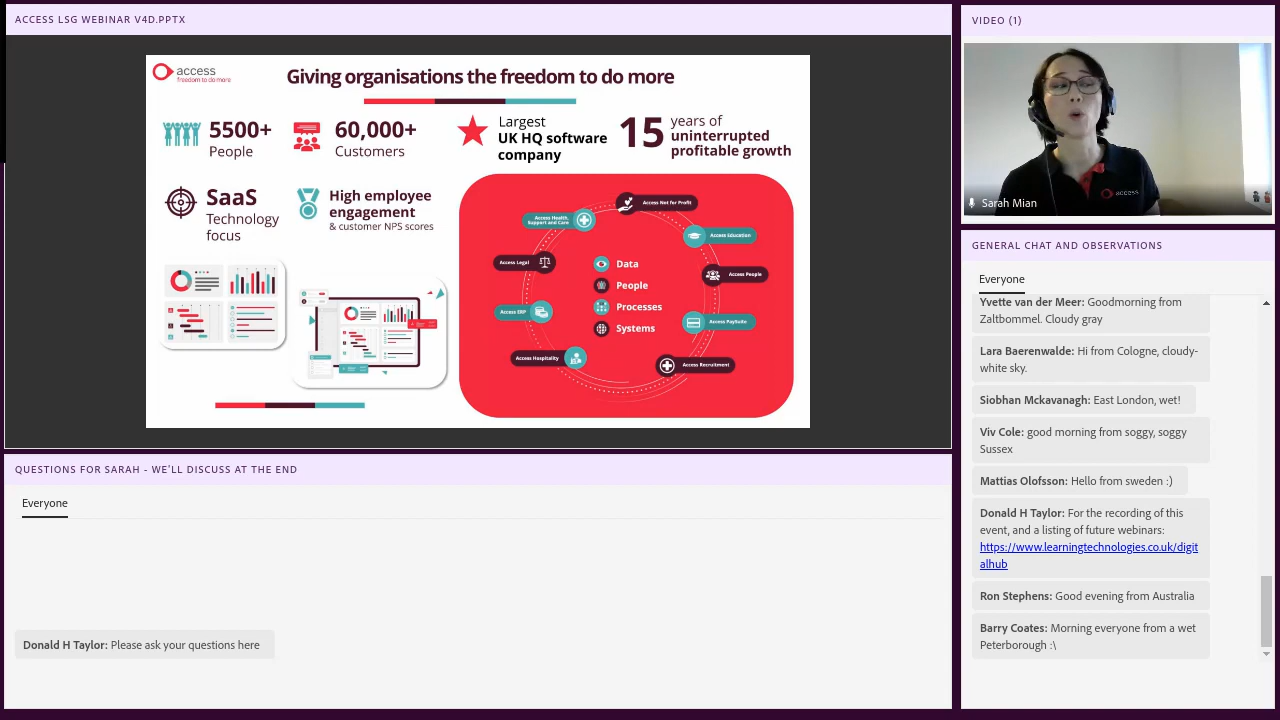 ACCESS LSG WEBINAR V4D.PPTX
access
freedom to do more
Giving organisations the freedom to do more
5500+
People
60,000+
Customers
Largest
UK HQ software
company
15
years of
uninterrupted
profitable growth
SaaS
Technology
focus
High employee
engagement
& customer NPS scores
Access Not for Profit
Access Health,
Support and Care
Access Education
Access Legal
Access People
Data
People
Processes
Systems
Access ERP
Access PaySuite
Access Hospitality
Access Recruitment
QUESTIONS FOR SARAH - WE'LL DISCUSS AT THE END
Everyone
Donald H Taylor: Please ask your questions here
VIDEO (1)
access
Sarah Mian
GENERAL CHAT AND OBSERVATIONS
Everyone
Yvette van der Meer: Goodmorning from
Zaltbommel. Cloudy gray
Lara Baerenwalde: Hi from Cologne, cloudy-
white sky.
Siobhan Mckavanagh: East London, wet!
Viv Cole: good morning from soggy, soggy
Sussex
Mattias Olofsson: Hello from sweden :)
Donald H Taylor: For the recording of this
event, and a listing of future webinars:
https://www.learningtechnologies.co.uk/digit
alhub
Ron Stephens: Good evening from Australia
Barry Coates: Morning everyone from a wet
Peterborough :\